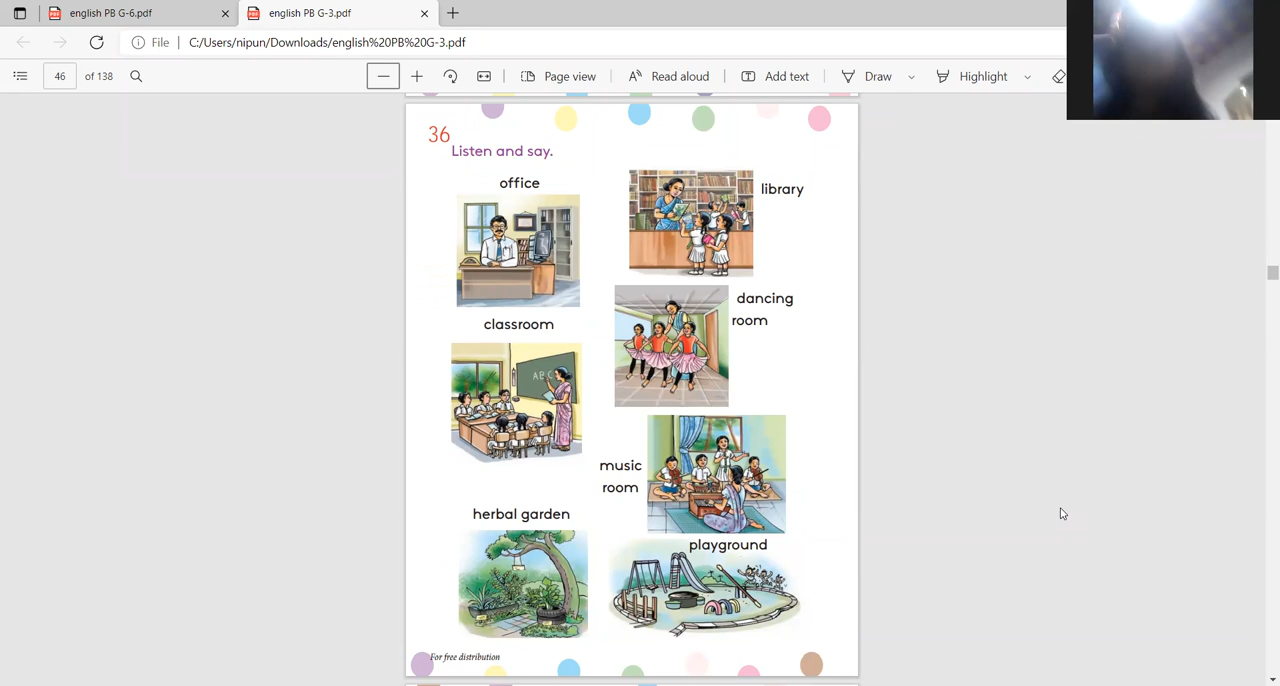 english PB G-6.pdf
english PB G-3.pdf
File
C:/Users/nipun/Downloads/english%20PB%20G-3.pdf
46
of 138
Page view
Read aloud
Add text
Draw
Highlight
36
Listen and say.
office
library
classroom
dancing
room
ABC
music
room
herbal garden
playground
For free distribution